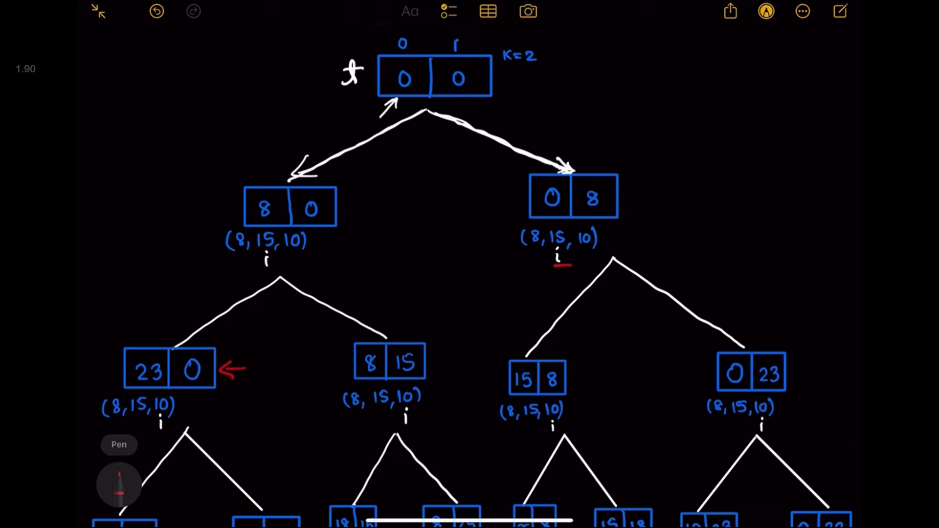 Aa
1.90
0 1
K=2
t 0 0
8 0
0 8
(8,15,10)
(8,15,10)
i
i
23 0
8 15
15 8
0 23
(8,15,10)
(8,15,10)
(8,15,10)
(8,15,10)
i
i
i
i
Pen